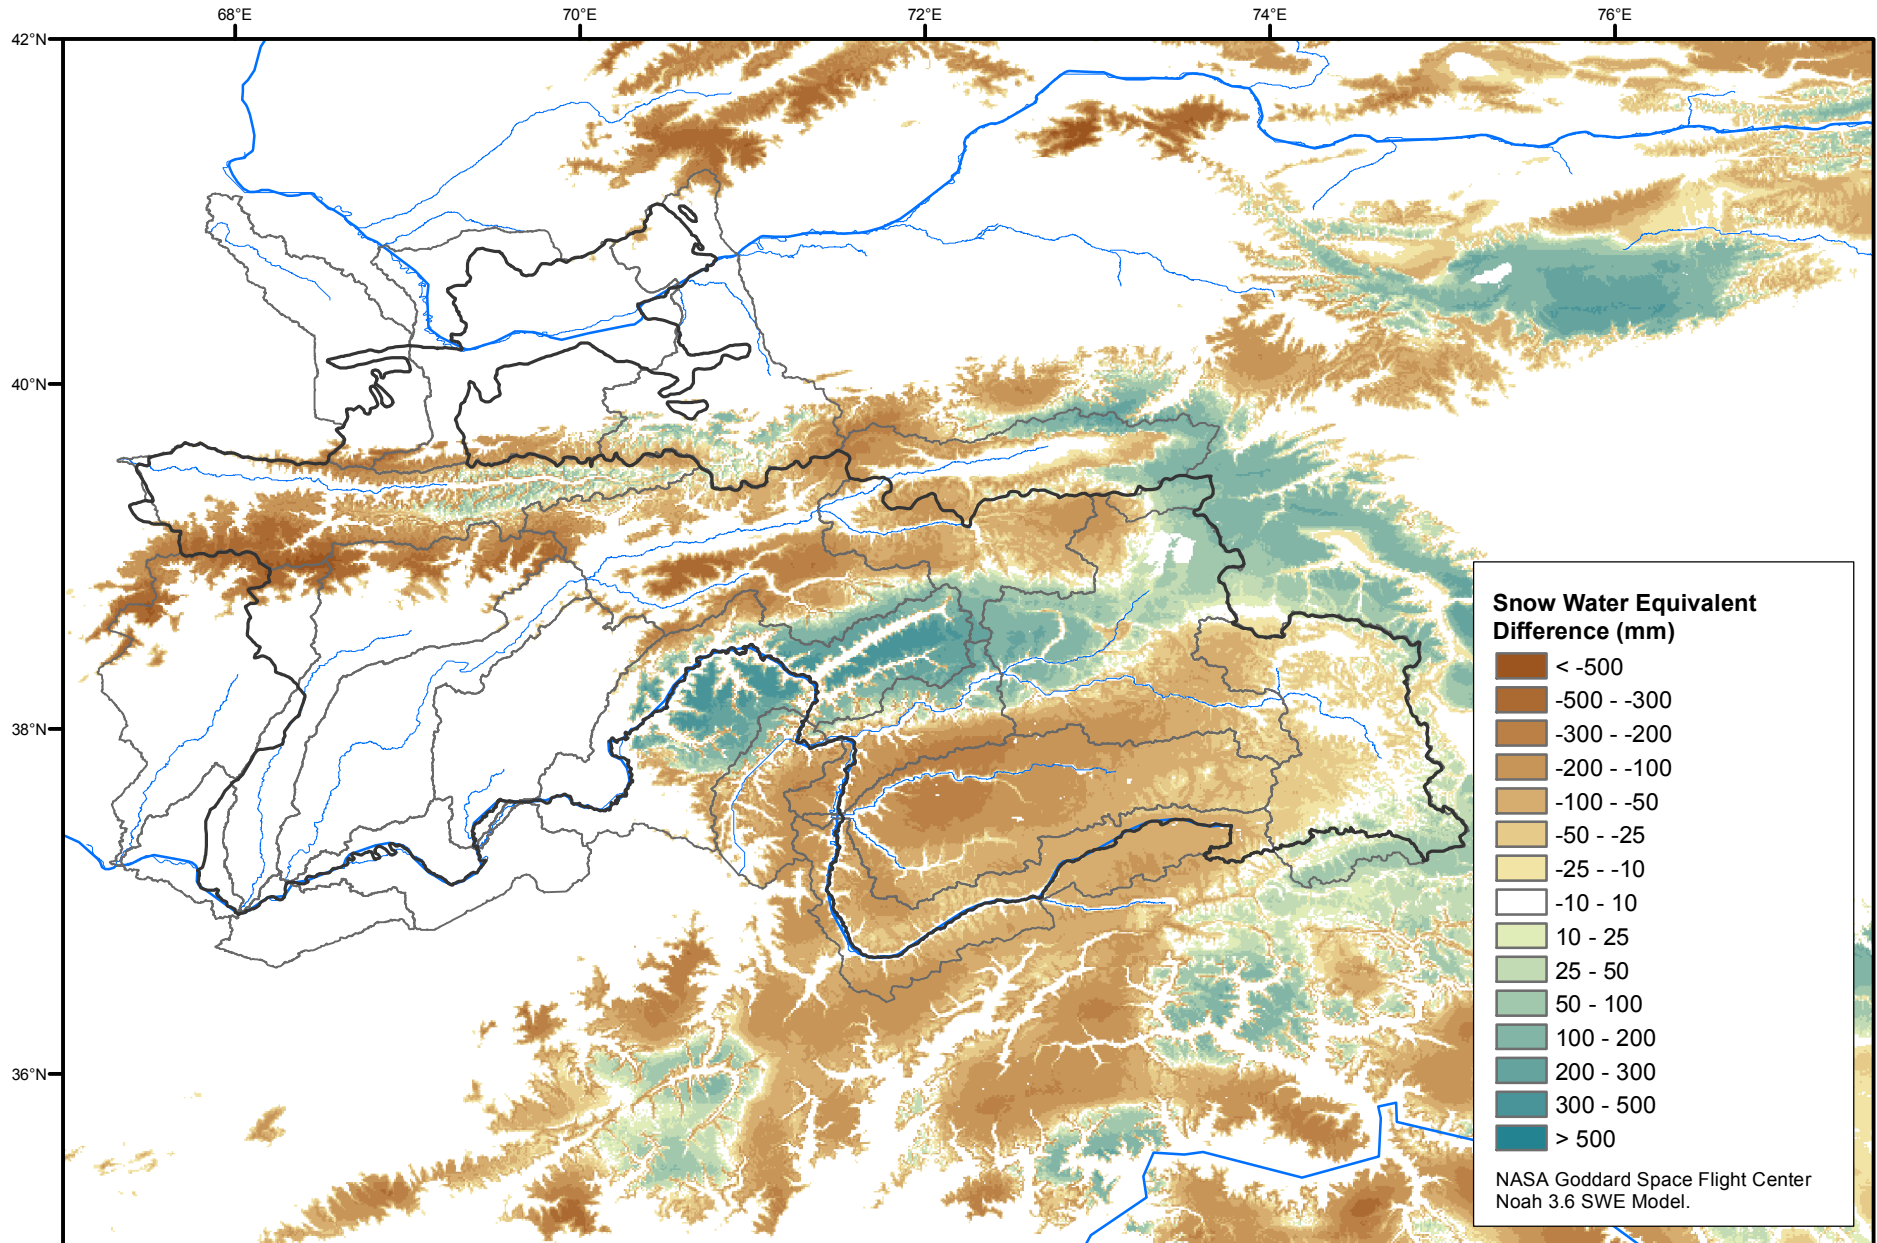 68°E 70°E 72°E 74°E 76°E
42°N
40°N
38°N
36°N
Snow Water Equivalent
Difference (mm)
< -500
-500 - -300
-300 - -200
-200 - -100
-100 - -50
-50 - -25
-25 - -10
-10 - 10
10 - 25
25 - 50
50 - 100
100 - 200
200 - 300
300 - 500
> 500
NASA Goddard Space Flight Center
Noah 3.6 SWE Model.